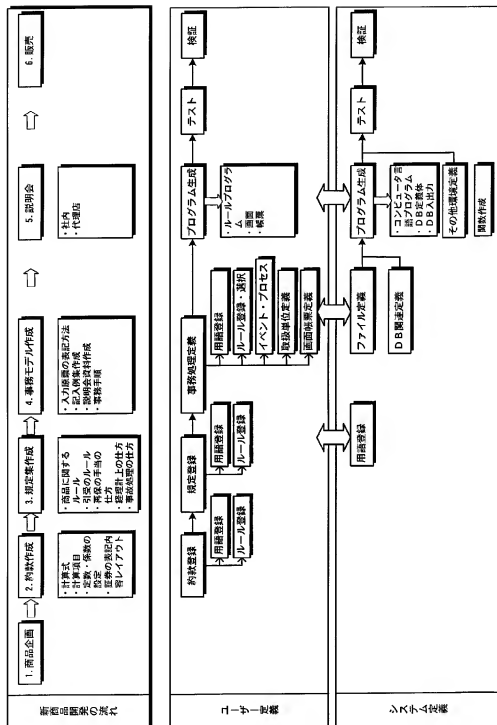 新商品開発の流れ
1. 商品企画
2. 約款作成
・計算式
・計算項目
・定数・係数の
設定
・証券の表記内
容レイアウト
3. 規定集作成
・商品に関する
ルール
・引受のルール
・再保の手当の
仕方
・経理計上の仕方
・事故処理の仕方
4. 事務モデル作成
・入力原票の表記方法
・記入例集作成
・説明会資料作成
・事務手順
5. 説明会
・社内
・代理店
6. 販売
ユーザー定義
約款登録
用語登録
ルール登録
規定登録
用語登録
ルール登録
事務処理定義
用語登録
ルール登録・選択
イベント・プロセス
取扱単位定義
画面帳票定義
プログラム生成
・ルールプログラ
ム
・画面
・帳票
テスト
検証
システム定義
用語登録
ファイル定義
DB関連定義
プログラム生成
・コンピュータ言
語プログラム
・DB定義体
・DB入出力
その他環境定義
関数作成
テスト
検証